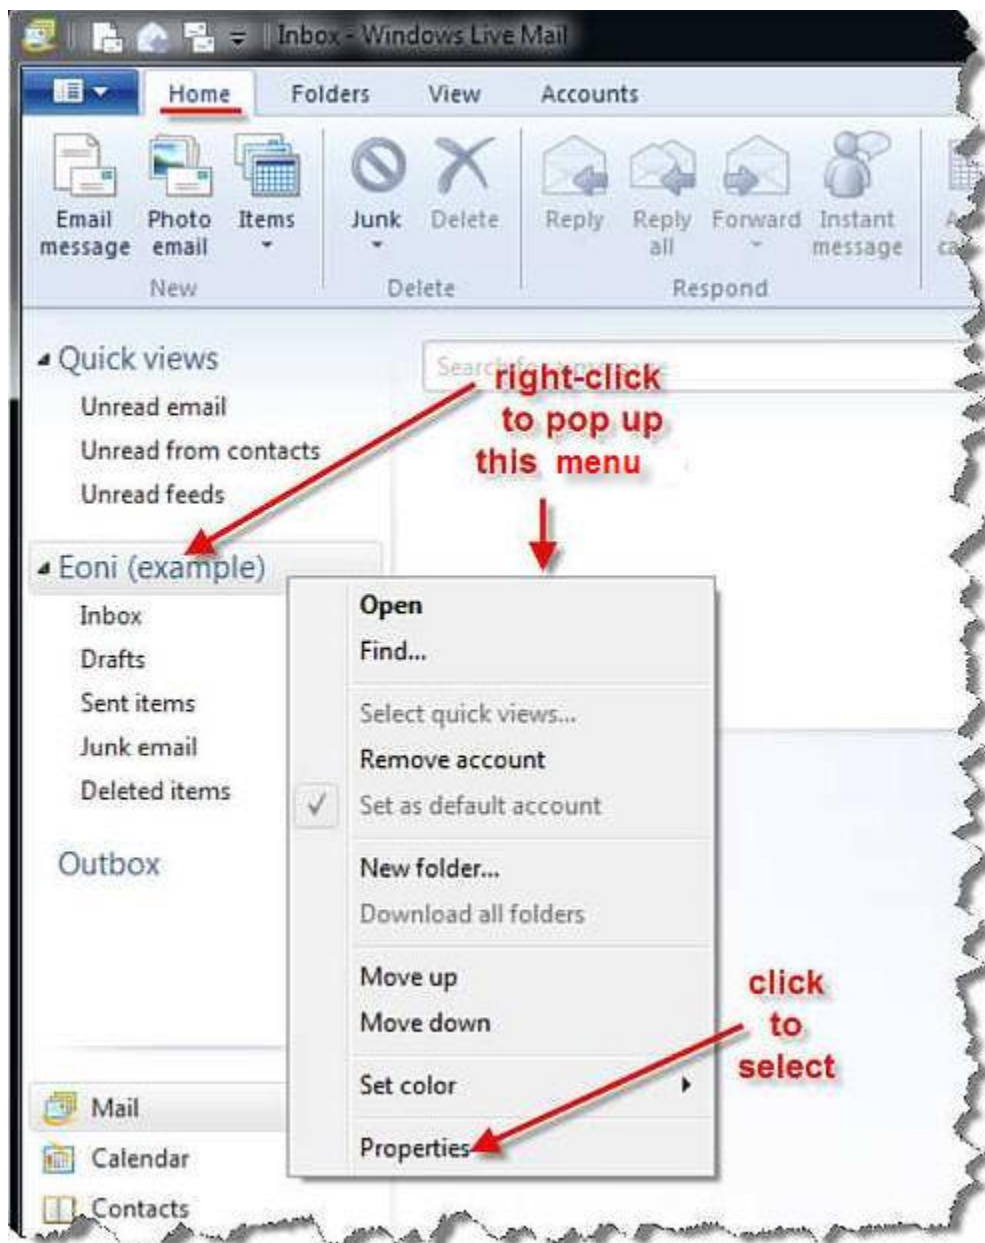 Inbox - Windows Live Mail
Home Folders View Accounts
Email message
Photo email
Items
Junk
Delete
Reply
Reply all
Forward
Instant message
New
Delete
Respond
Quick views
Search
right-click
to pop up
this menu
Unread email
Unread from contacts
Unread feeds
Eoni (example)
Inbox
Drafts
Sent items
Junk email
Deleted items
Outbox
Open
Find...
Select quick views...
Remove account
Set as default account
New folder...
Download all folders
Move up
Move down
Set color
Properties
click
to
select
Mail
Calendar
Contacts